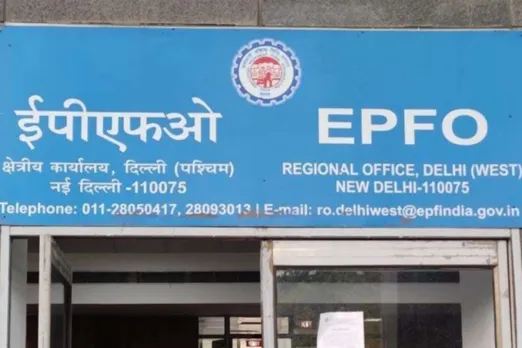 ईपीएफओ
क्षेत्रीय कार्यालय, दिल्ली (पश्चिम)
नई दिल्ली -110075
EPFO
REGIONAL OFFICE, DELHI (WEST)
NEW DELHI-110075
Telephone: 011-28050417, 28093013 | E-mail: ro.delhiwest@epfindia.gov.in